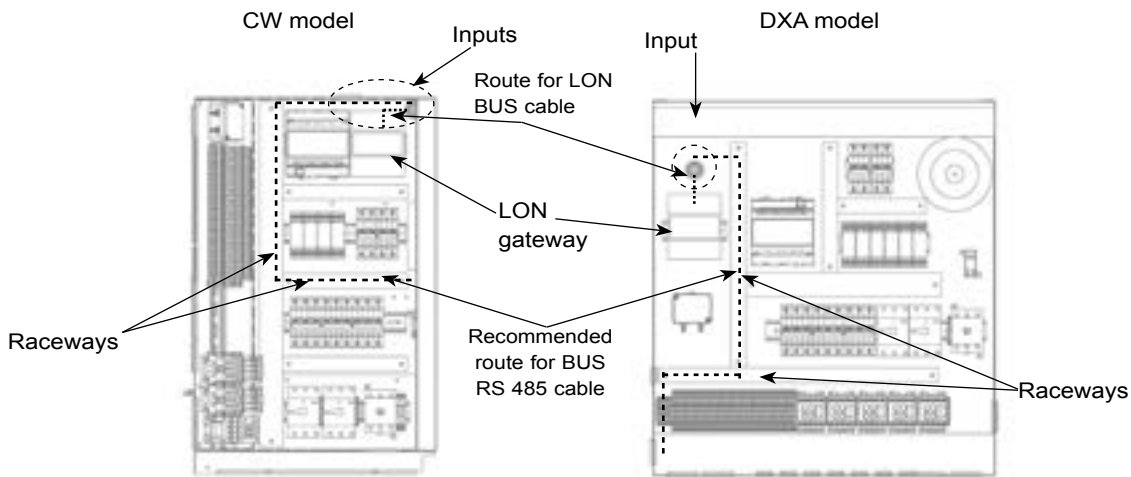 CW model
DXA model
Inputs
Input
Route for LON
BUS cable
LON
gateway
Raceways
Recommended
route for BUS
RS 485 cable
Raceways